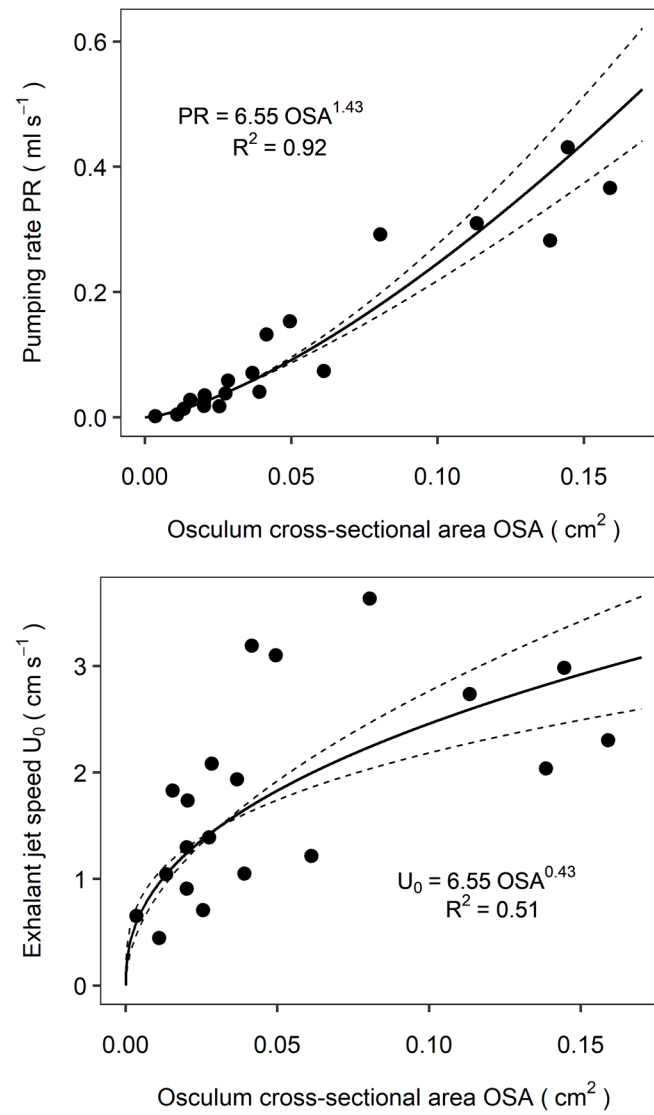 0.6
0.4
0.2
0.0
Pumping rate PR ( ml s⁻¹ )
PR = 6.55 OSA¹·⁴³
R² = 0.92
0.00 0.05 0.10 0.15
Osculum cross-sectional area OSA ( cm² )
3
2
1
0
Exhalant jet speed U₀ ( cm s⁻¹ )
U₀ = 6.55 OSA⁰·⁴³
R² = 0.51
0.00 0.05 0.10 0.15
Osculum cross-sectional area OSA ( cm² )